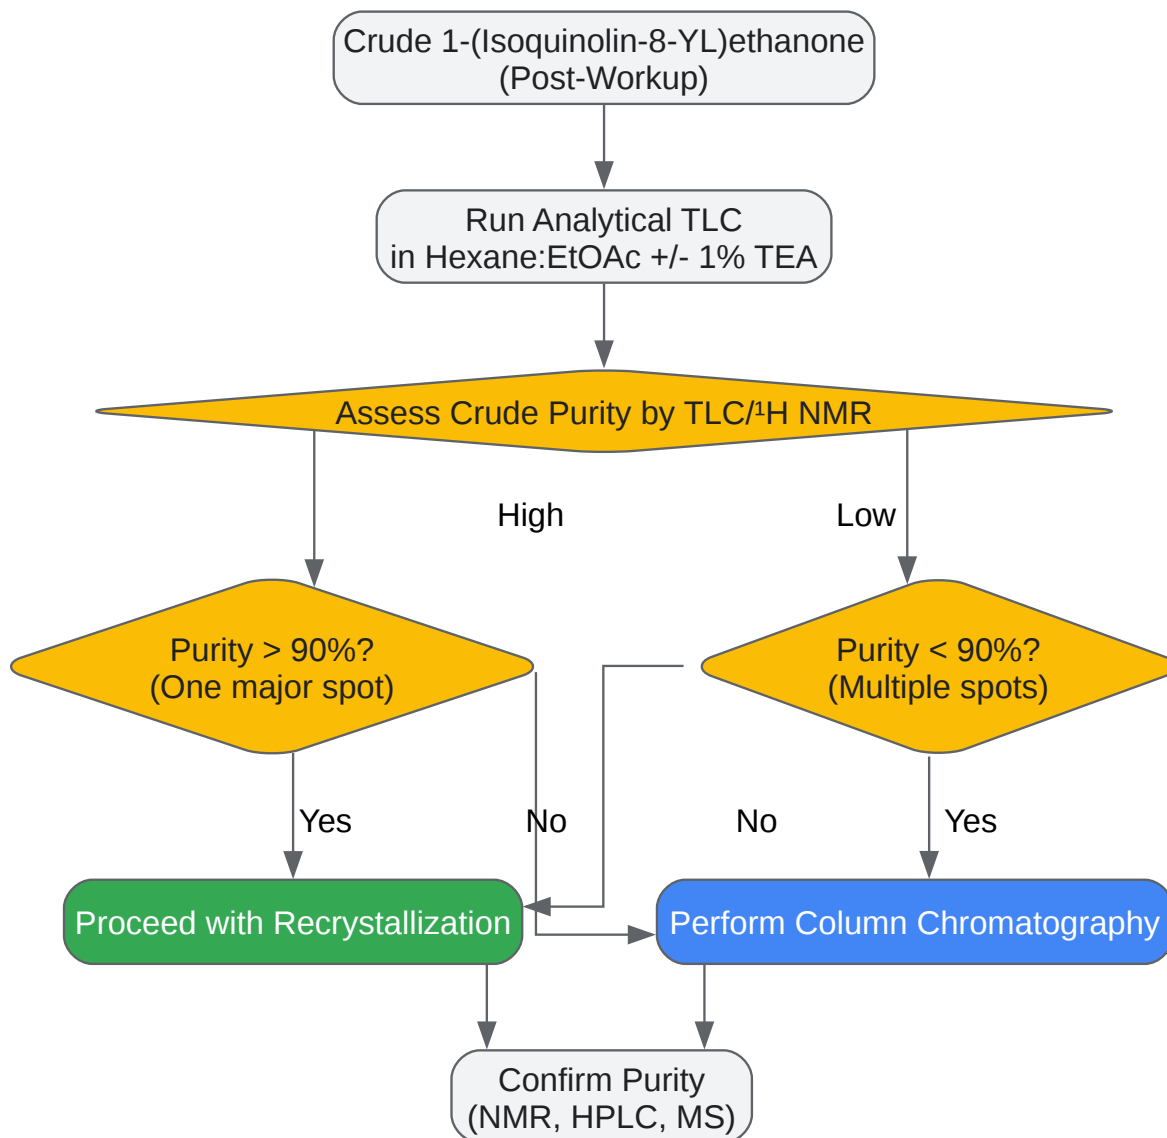 Crude 1-(Isoquinolin-8-YL)ethanone
(Post-Workup)
Run Analytical TLC
in Hexane:EtOAc +/- 1% TEA
Assess Crude Purity by TLC/¹H NMR
High
Low
Purity > 90%?
(One major spot)
Purity < 90%?
(Multiple spots)
Yes
No
No
Yes
Proceed with Recrystallization
Perform Column Chromatography
Confirm Purity
(NMR, HPLC, MS)